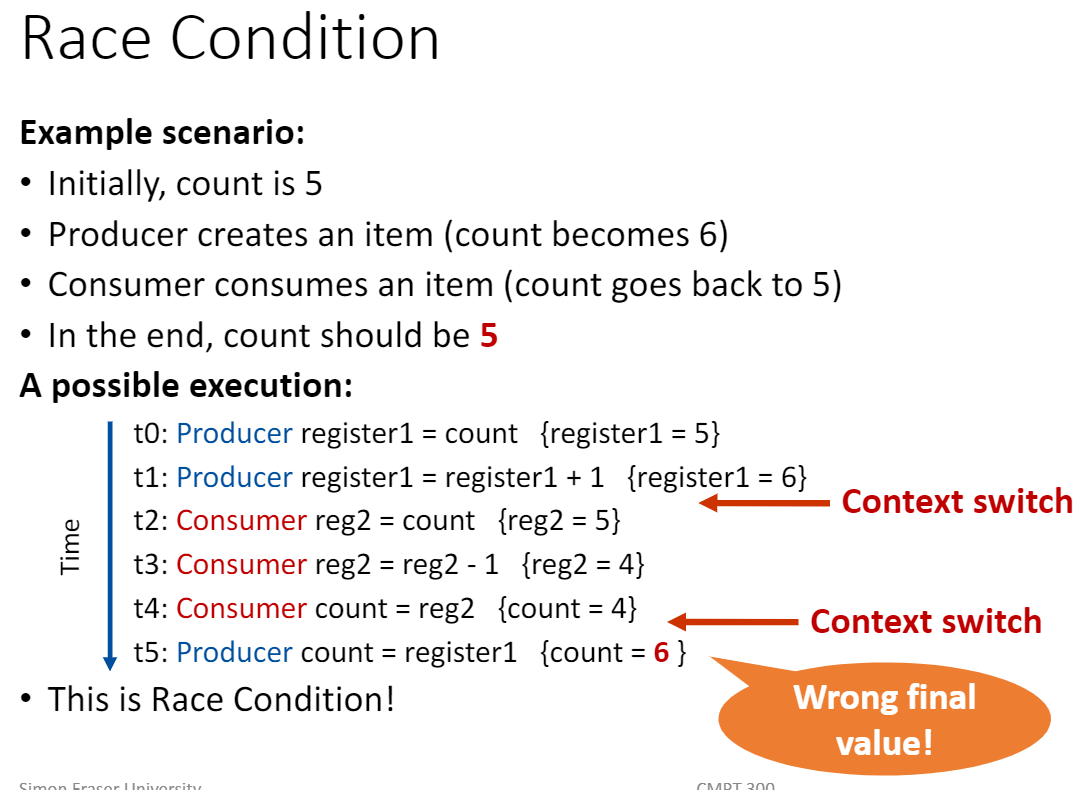 Race Condition
Example scenario:
• Initially, count is 5
• Producer creates an item (count becomes 6)
• Consumer consumes an item (count goes back to 5)
• In the end, count should be 5
A possible execution:
t0: Producer register1 = count {register1 = 5}
t1: Producer register1 = register1 + 1 {register1 = 6}
Context switch
t2: Consumer reg2 = count {reg2 = 5}
Time
t3: Consumer reg2 = reg2 - 1 {reg2 = 4}
t4: Consumer count = reg2 {count = 4}
Context switch
t5: Producer count = register1 {count = 6 }
• This is Race Condition!
Wrong final
value!
Simon Fraser University
CMPT 300